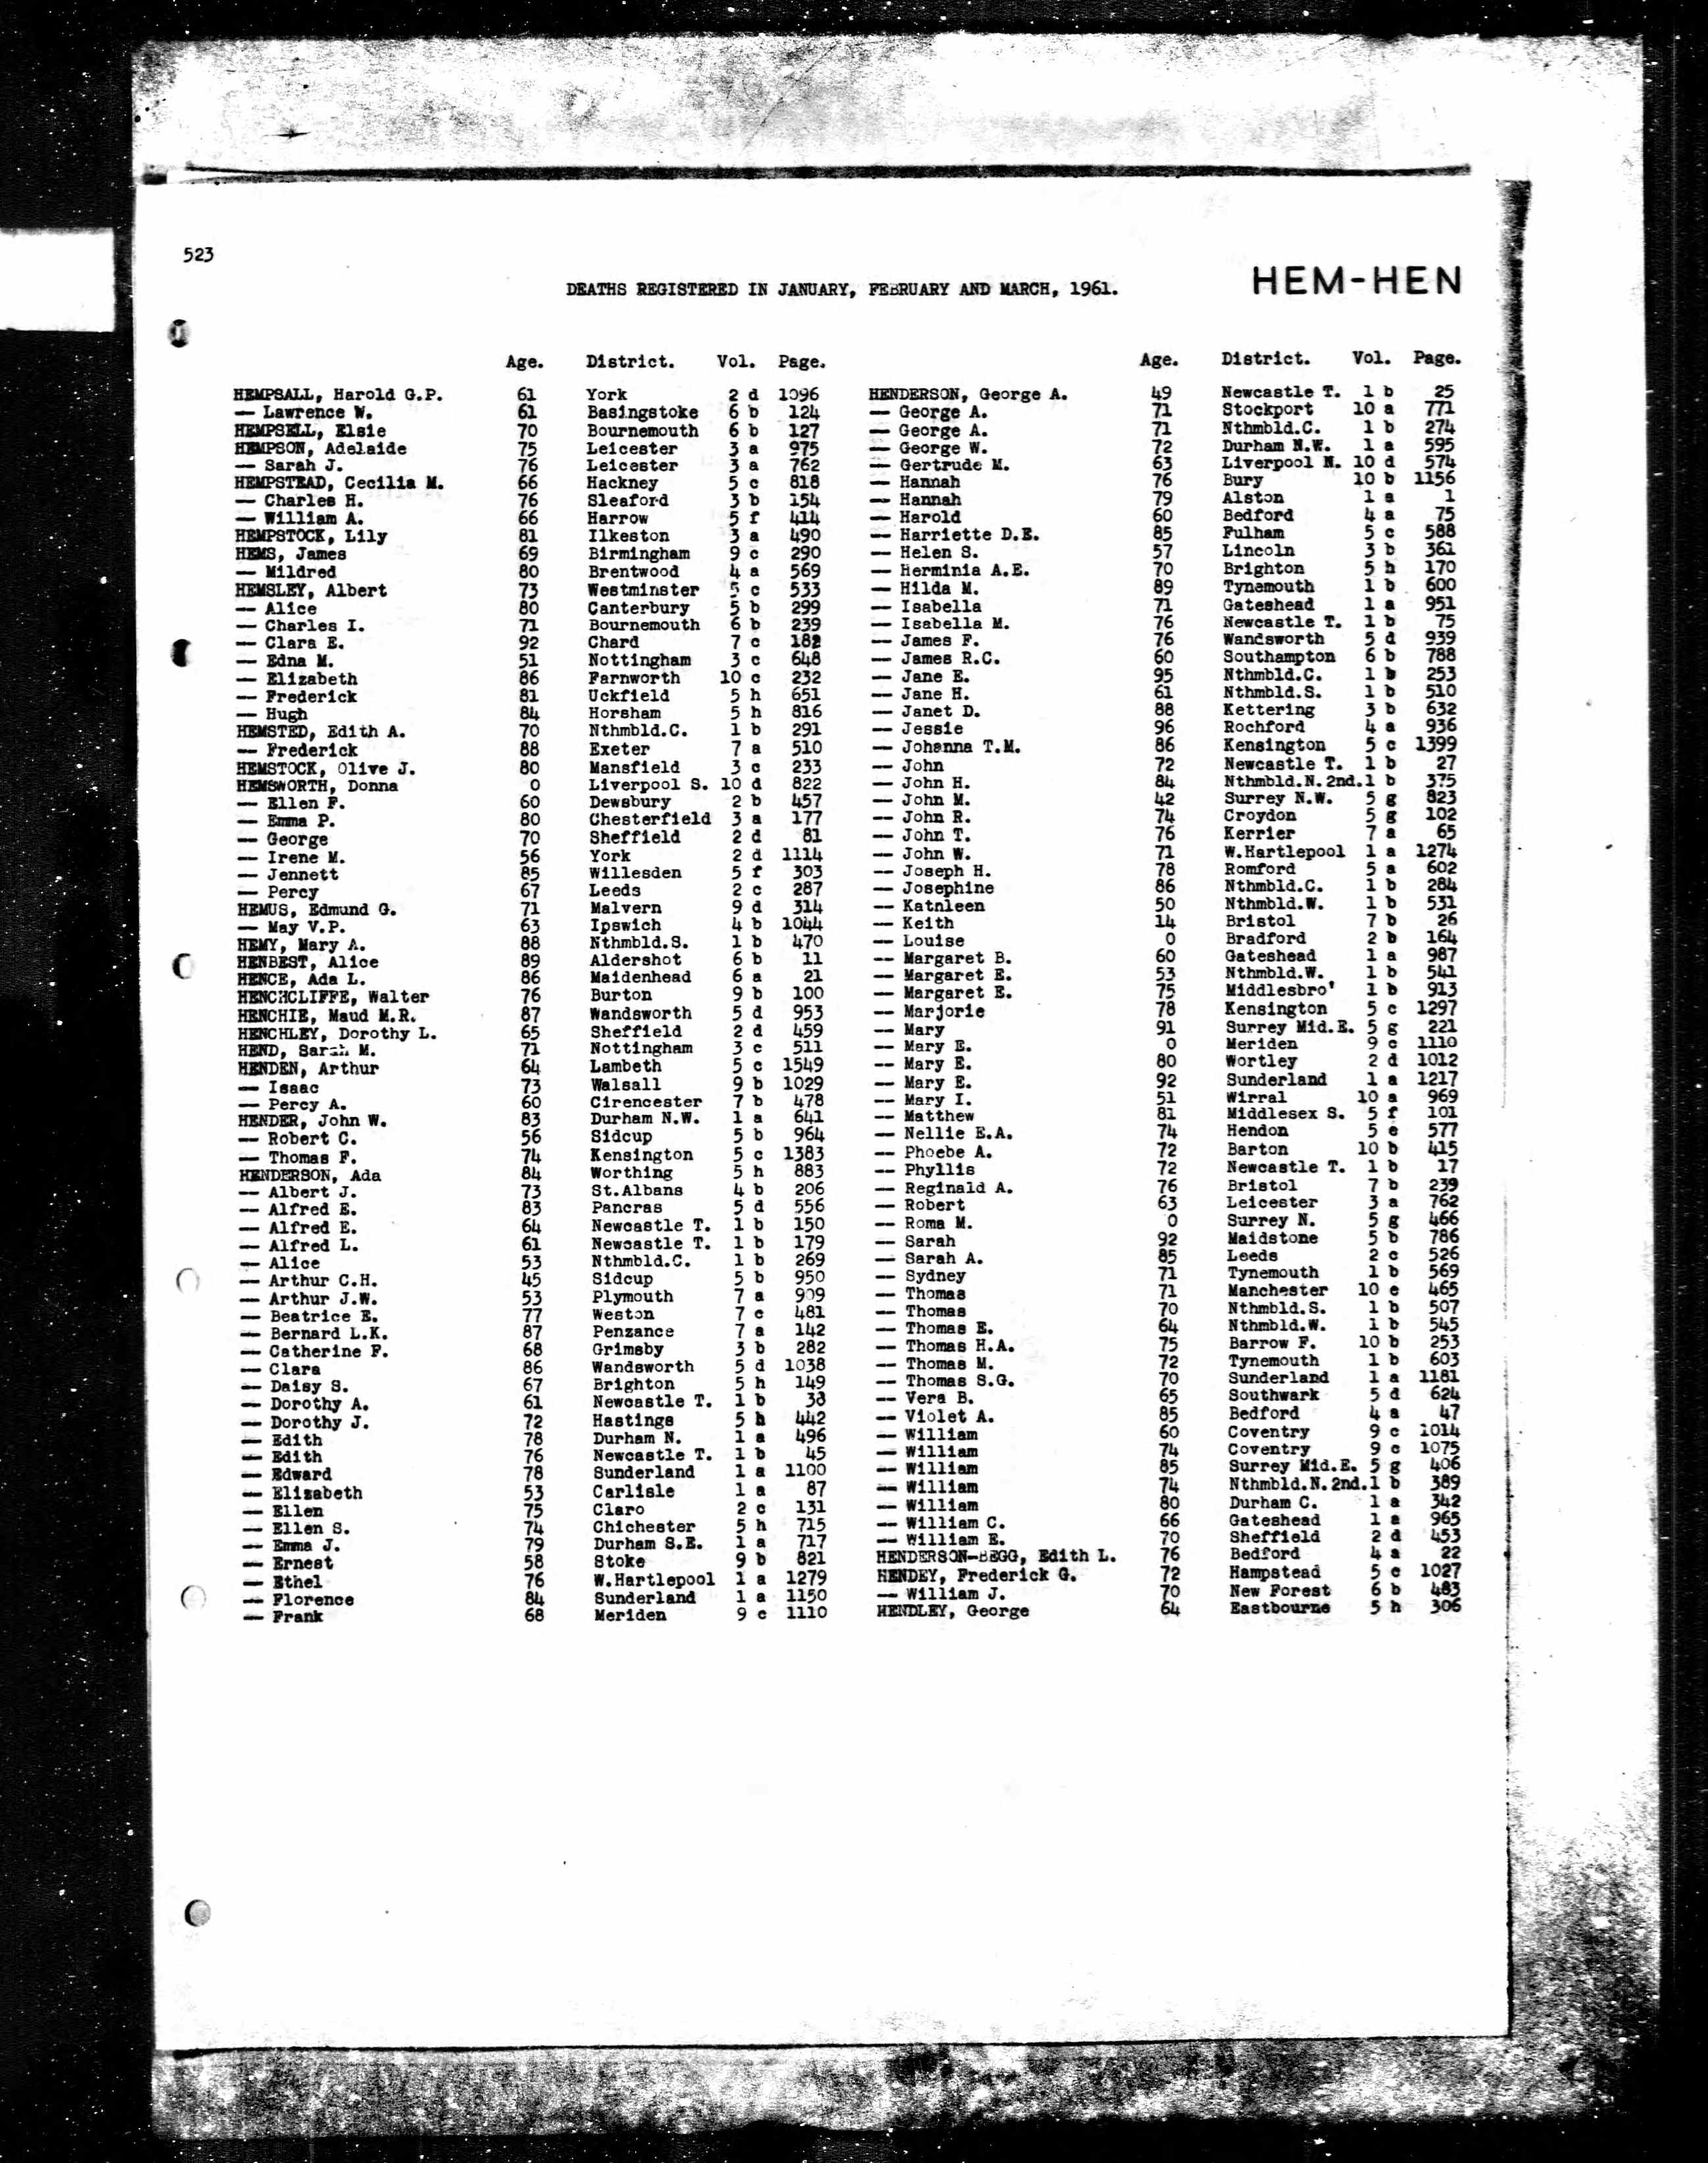 523
HEM-HEN
DEATHS REGISTERED IN JANUARY, FEBRUARY AND MARCH, 1961.
Age. District. Vol. Page.
HEMPSALL, Harold G.P. 61 York 2 d 1096
— Lawrence W. 61 Basingstoke 6 b 124
HEMPSELL, Elsie 70 Bournemouth 6 b 127
HEMPSON, Adelaide 75 Leicester 3 a 975
— Sarah J. 76 Leicester 3 a 762
HEMPSTEAD, Cecilia M. 66 Hackney 5 c 818
— Charles H. 76 Sleaford 3 b 154
— William A. 66 Harrow 5 f 414
HEMPSTOCK, Lily 81 Ilkeston 3 a 490
HEMS, James 69 Birmingham 9 c 290
— Mildred 80 Brentwood 4 a 569
HEMSLEY, Albert 73 Westminster 5 c 533
— Alice 80 Canterbury 5 b 299
— Charles I. 71 Bournemouth 6 b 239
— Clara E. 92 Chard 7 c 182
— Edna M. 51 Nottingham 3 c 648
— Elizabeth 86 Farnworth 10 c 232
— Frederick 81 Uckfield 5 h 651
— Hugh 84 Horsham 5 h 816
HEMSTED, Edith A. 70 Nthmbld.C. 1 b 291
— Frederick 88 Exeter 7 a 510
HEMSTOCK, Olive J. 80 Mansfield 3 c 233
HEMSWORTH, Donna 0 Liverpool S. 10 d 822
— Ellen F. 60 Dewsbury 2 b 457
— Emma P. 80 Chesterfield 3 a 177
— George 70 Sheffield 2 d 81
— Irene M. 56 York 2 d 1114
— Jennett 85 Willesden 5 f 303
— Percy 67 Leeds 2 c 287
HEMUS, Edmund G. 71 Malvern 9 d 314
— May V.P. 63 Ipswich 4 b 1044
HEMY, Mary A. 88 Nthmbld.S. 1 b 470
HENBEST, Alice 89 Aldershot 6 b 11
HENCE, Ada L. 86 Maidenhead 6 a 21
HENCHCLIFFE, Walter 76 Burton 9 b 100
HENCHIE, Maud M.R. 87 Wandsworth 5 d 953
HENCHLEY, Dorothy L. 65 Sheffield 2 d 459
HEND, Sarah M. 71 Nottingham 3 c 511
HENDEN, Arthur 64 Lambeth 5 c 1549
— Isaac 73 Walsall 9 b 1029
— Percy A. 60 Cirencester 7 b 478
HENDER, John W. 83 Durham N.W. 1 a 641
— Robert C. 56 Sidcup 5 b 964
— Thomas F. 74 Kensington 5 c 1383
HENDERSON, Ada 84 Worthing 5 h 883
— Albert J. 73 St.Albans 4 b 206
— Alfred E. 83 Pancras 5 d 556
— Alfred E. 64 Newcastle T. 1 b 150
— Alfred L. 61 Newcastle T. 1 b 179
— Alice 53 Nthmbld.C. 1 b 269
— Arthur C.H. 45 Sidcup 5 b 950
— Arthur J.W. 53 Plymouth 7 a 909
— Beatrice E. 77 Weston 7 c 481
— Bernard L.K. 87 Penzance 7 a 142
— Catherine F. 68 Grimsby 3 b 282
— Clara 86 Wandsworth 5 d 1038
— Daisy S. 67 Brighton 5 h 149
— Dorothy A. 61 Newcastle T. 1 b 38
— Dorothy J. 72 Hastings 5 h 442
— Edith 78 Durham N. 1 a 496
— Edith 76 Newcastle T. 1 b 45
— Edward 78 Sunderland 1 a 1100
— Elizabeth 53 Carlisle 1 a 87
— Ellen 75 Claro 2 c 131
— Ellen S. 74 Chichester 5 h 715
— Emma J. 79 Durham S.E. 1 a 717
— Ernest 58 Stoke 9 b 821
— Ethel 76 W.Hartlepool 1 a 1279
— Florence 84 Sunderland 1 a 1150
— Frank 68 Meriden 9 c 1110
Age. District. Vol. Page.
HENDERSON, George A. 49 Newcastle T. 1 b 25
— George A. 71 Stockport 10 a 771
— George A. 71 Nthmbld.C. 1 b 274
— George W. 72 Durham N.W. 1 a 595
— Gertrude M. 63 Liverpool N. 10 d 574
— Hannah 76 Bury 10 b 1156
— Hannah 79 Alston 1 a 1
— Harold 60 Bedford 4 a 75
— Harriette D.E. 85 Fulham 5 c 588
— Helen S. 57 Lincoln 3 b 361
— Herminia A.E. 70 Brighton 5 h 170
— Hilda M. 89 Tynemouth 1 b 600
— Isabella 71 Gateshead 1 a 951
— Isabella M. 76 Newcastle T. 1 b 75
— James F. 76 Wandsworth 5 d 939
— James R.C. 60 Southampton 6 b 788
— Jane E. 95 Nthmbld.C. 1 b 253
— Jane H. 61 Nthmbld.S. 1 b 510
— Janet D. 88 Kettering 3 b 632
— Jessie 96 Rochford 4 a 936
— Johanna T.M. 86 Kensington 5 c 1399
— John 72 Newcastle T. 1 b 27
— John H. 84 Nthmbld.N.2nd.1 b 375
— John M. 42 Surrey N.W. 5 g 823
— John R. 74 Croydon 5 g 102
— John T. 76 Kerrier 7 a 65
— John W. 71 W.Hartlepool 1 a 1274
— Joseph H. 78 Romford 5 a 602
— Josephine 86 Nthmbld.C. 1 b 284
— Kathleen 50 Nthmbld.W. 1 b 531
— Keith 14 Bristol 7 b 26
— Louise 0 Bradford 2 b 164
— Margaret B. 60 Gateshead 1 a 987
— Margaret E. 53 Nthmbld.W. 1 b 541
— Margaret E. 75 Middlesbro' 1 b 913
— Marjorie 78 Kensington 5 c 1297
— Mary 91 Surrey Mid.E. 5 g 221
— Mary E. 0 Meriden 9 c 1110
— Mary E. 80 Wortley 2 d 1012
— Mary E. 92 Sunderland 1 a 1217
— Mary I. 51 Wirral 10 a 969
— Matthew 81 Middlesex S. 5 f 101
— Nellie E.A. 74 Hendon 5 e 577
— Phoebe A. 72 Barton 10 b 415
— Phyllis 72 Newcastle T. 1 b 17
— Reginald A. 76 Bristol 7 b 239
— Robert 63 Leicester 3 a 762
— Roma M. 0 Surrey N. 5 g 466
— Sarah 92 Maidstone 5 b 786
— Sarah A. 85 Leeds 2 c 526
— Sydney 71 Tynemouth 1 b 569
— Thomas 71 Manchester 10 e 465
— Thomas 70 Nthmbld.S. 1 b 507
— Thomas E. 64 Nthmbld.W. 1 b 545
— Thomas H.A. 75 Barrow F. 10 b 253
— Thomas M. 72 Tynemouth 1 b 603
— Thomas S.G. 70 Sunderland 1 a 1181
— Vera B. 65 Southwark 5 d 624
— Violet A. 85 Bedford 4 a 47
— William 60 Coventry 9 c 1014
— William 74 Coventry 9 c 1075
— William 85 Surrey Mid.E. 5 g 406
— William 74 Nthmbld.N.2nd.1 b 389
— William 80 Durham C. 1 a 342
— William C. 66 Gateshead 1 a 965
— William E. 70 Sheffield 2 d 453
HENDERSON-BEGG, Edith L. 76 Bedford 4 a 22
HENDEY, Frederick G. 72 Hampstead 5 c 1027
— William J. 70 New Forest 6 b 483
HENDLEY, George 64 Eastbourne 5 h 306